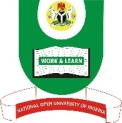 WORK & LEARN
NATIONAL OPEN UNIVERSITY OF NIGERIA